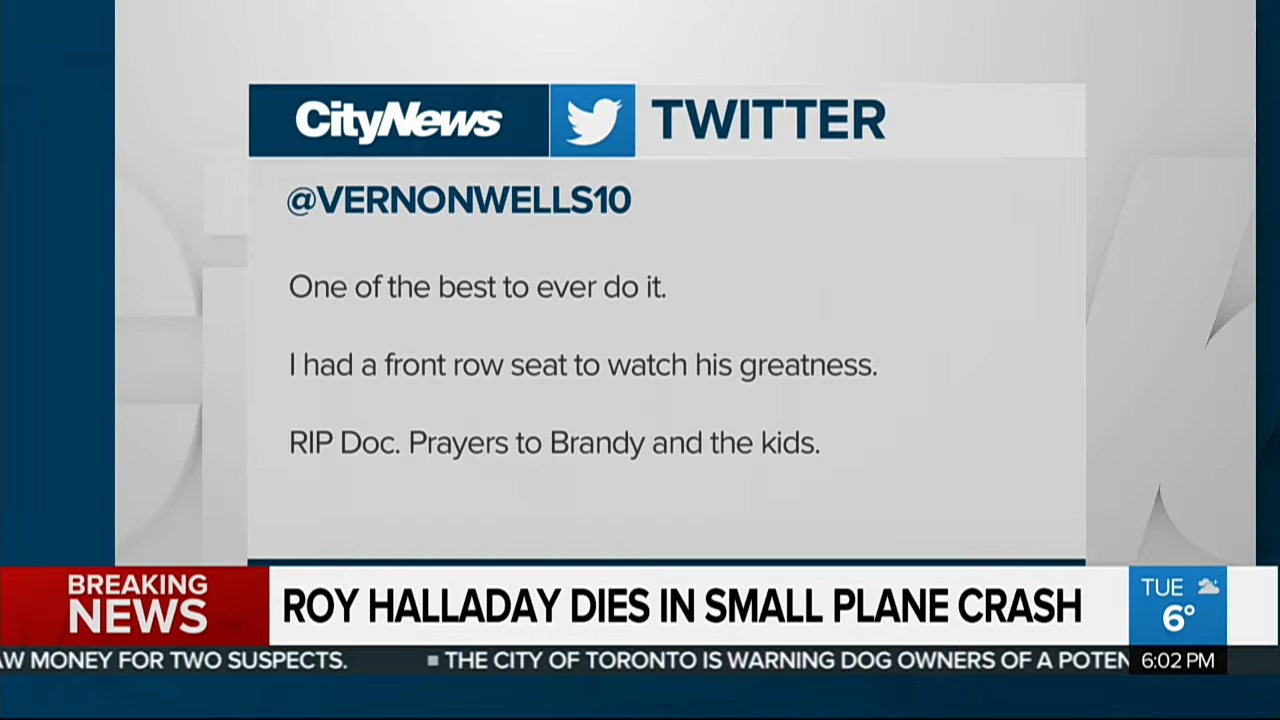 CityNews TWITTER
@VERNONWELLS10
One of the best to ever do it.
I had a front row seat to watch his greatness.
RIP Doc. Prayers to Brandy and the kids.
BREAKING
NEWS
ROY HALLADAY DIES IN SMALL PLANE CRASH
TUE
6°
AW MONEY FOR TWO SUSPECTS. ■ THE CITY OF TORONTO IS WARNING DOG OWNERS OF A POTEN
6:02 PM